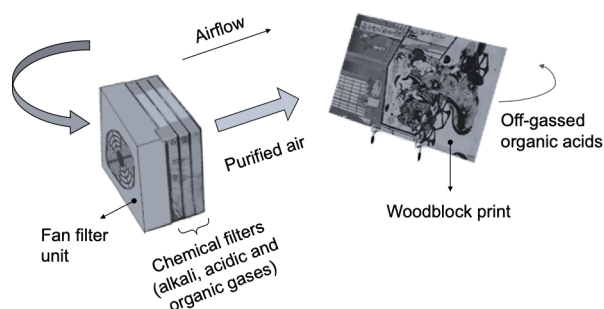 Airflow
Purified air
Off-gassed
organic acids
Woodblock print
Fan filter
unit
Chemical filters
(alkali, acidic and
organic gases)